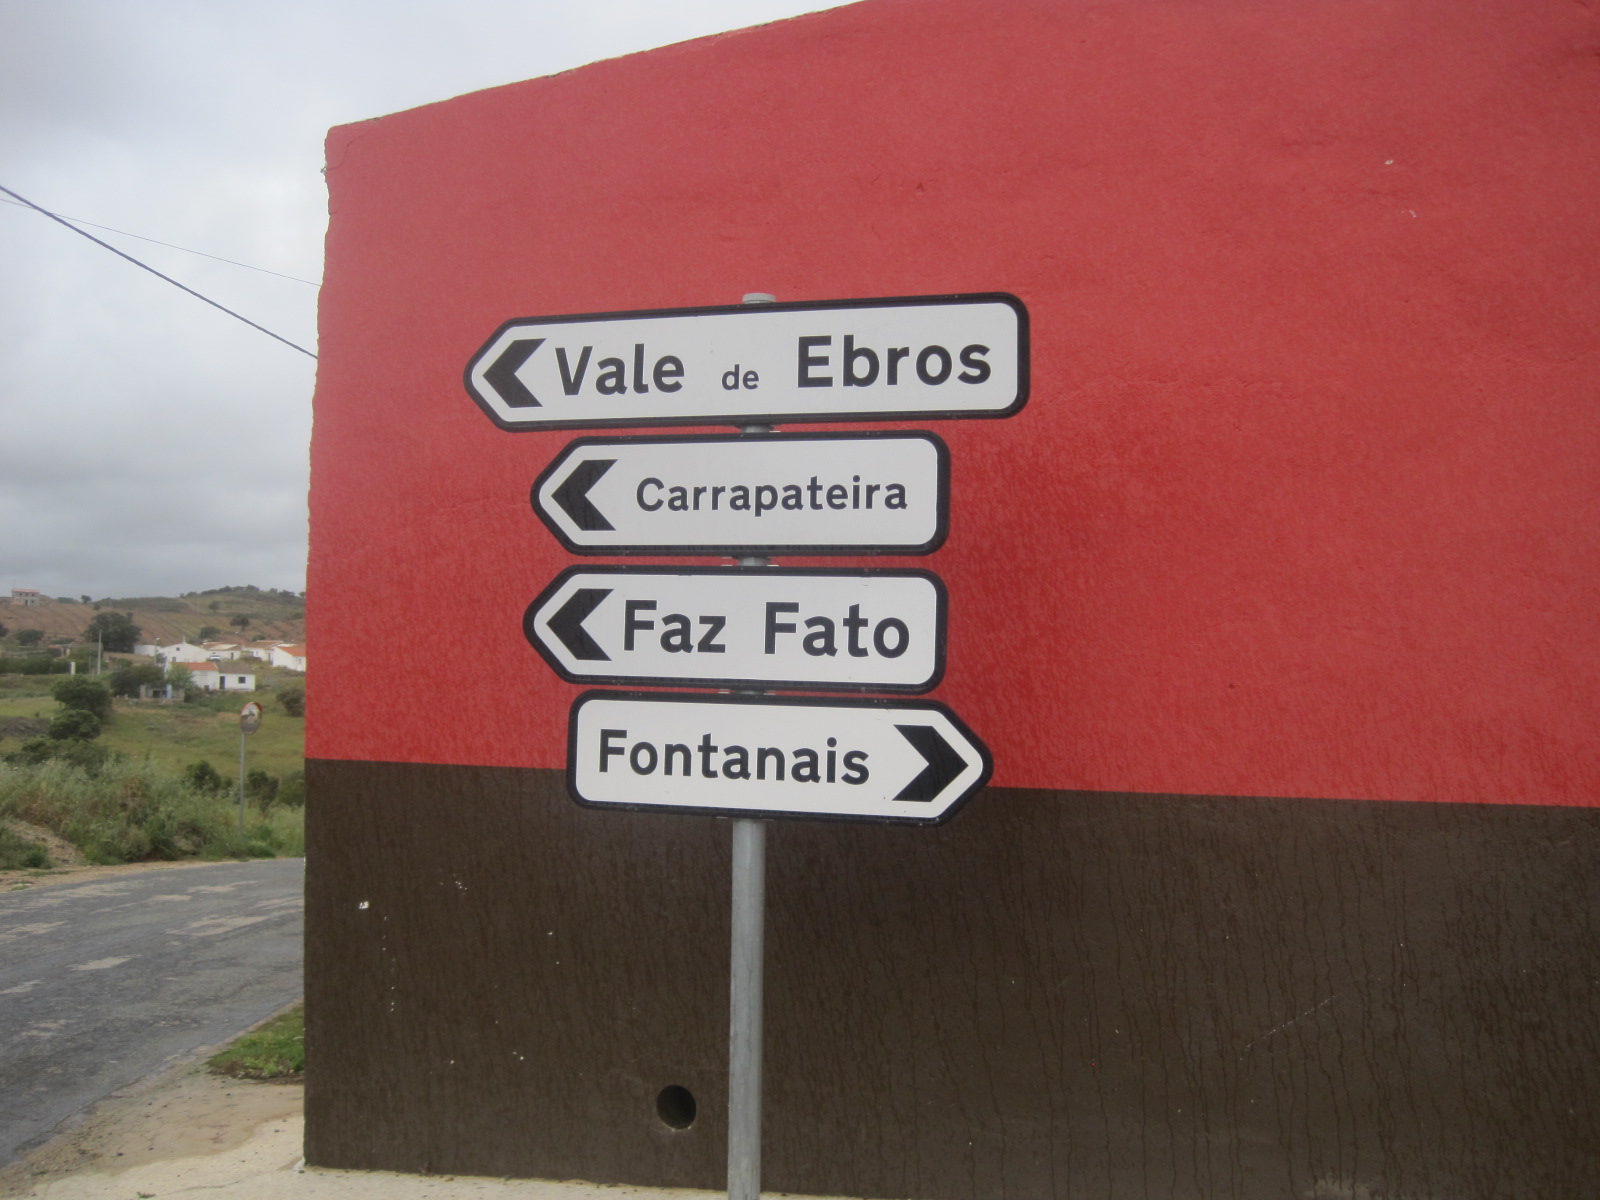 Vale de Ebros
Carrapateira
Faz Fato
Fontanais